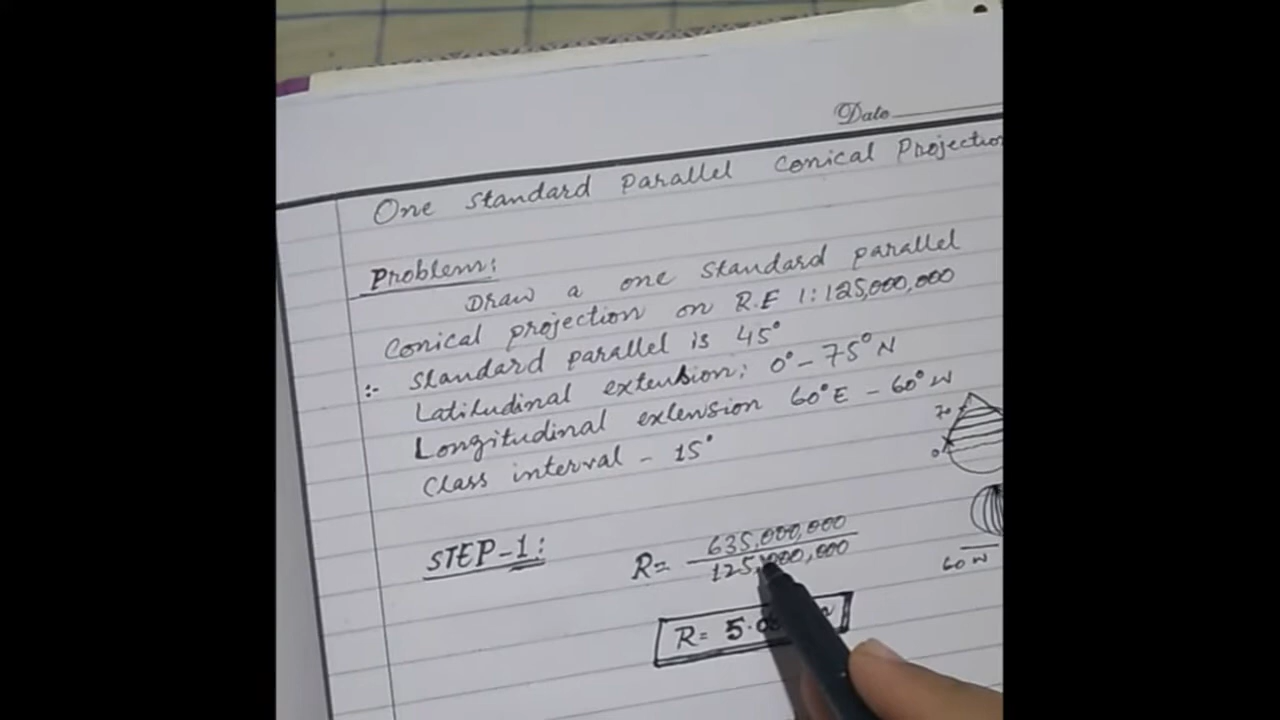 Date
One Standard Parallel Conical Projection
Problem:
Draw a one standard parallel
Conical projection on R.F 1:125,000,000
:- Standard parallel is 45°
Latitudinal extension: 0° - 75° N
Longitudinal extension 60° E - 60° W
Class interval - 15°
STEP-1:
R= 635,000,000
125,000,000
R= 5.0
60 W